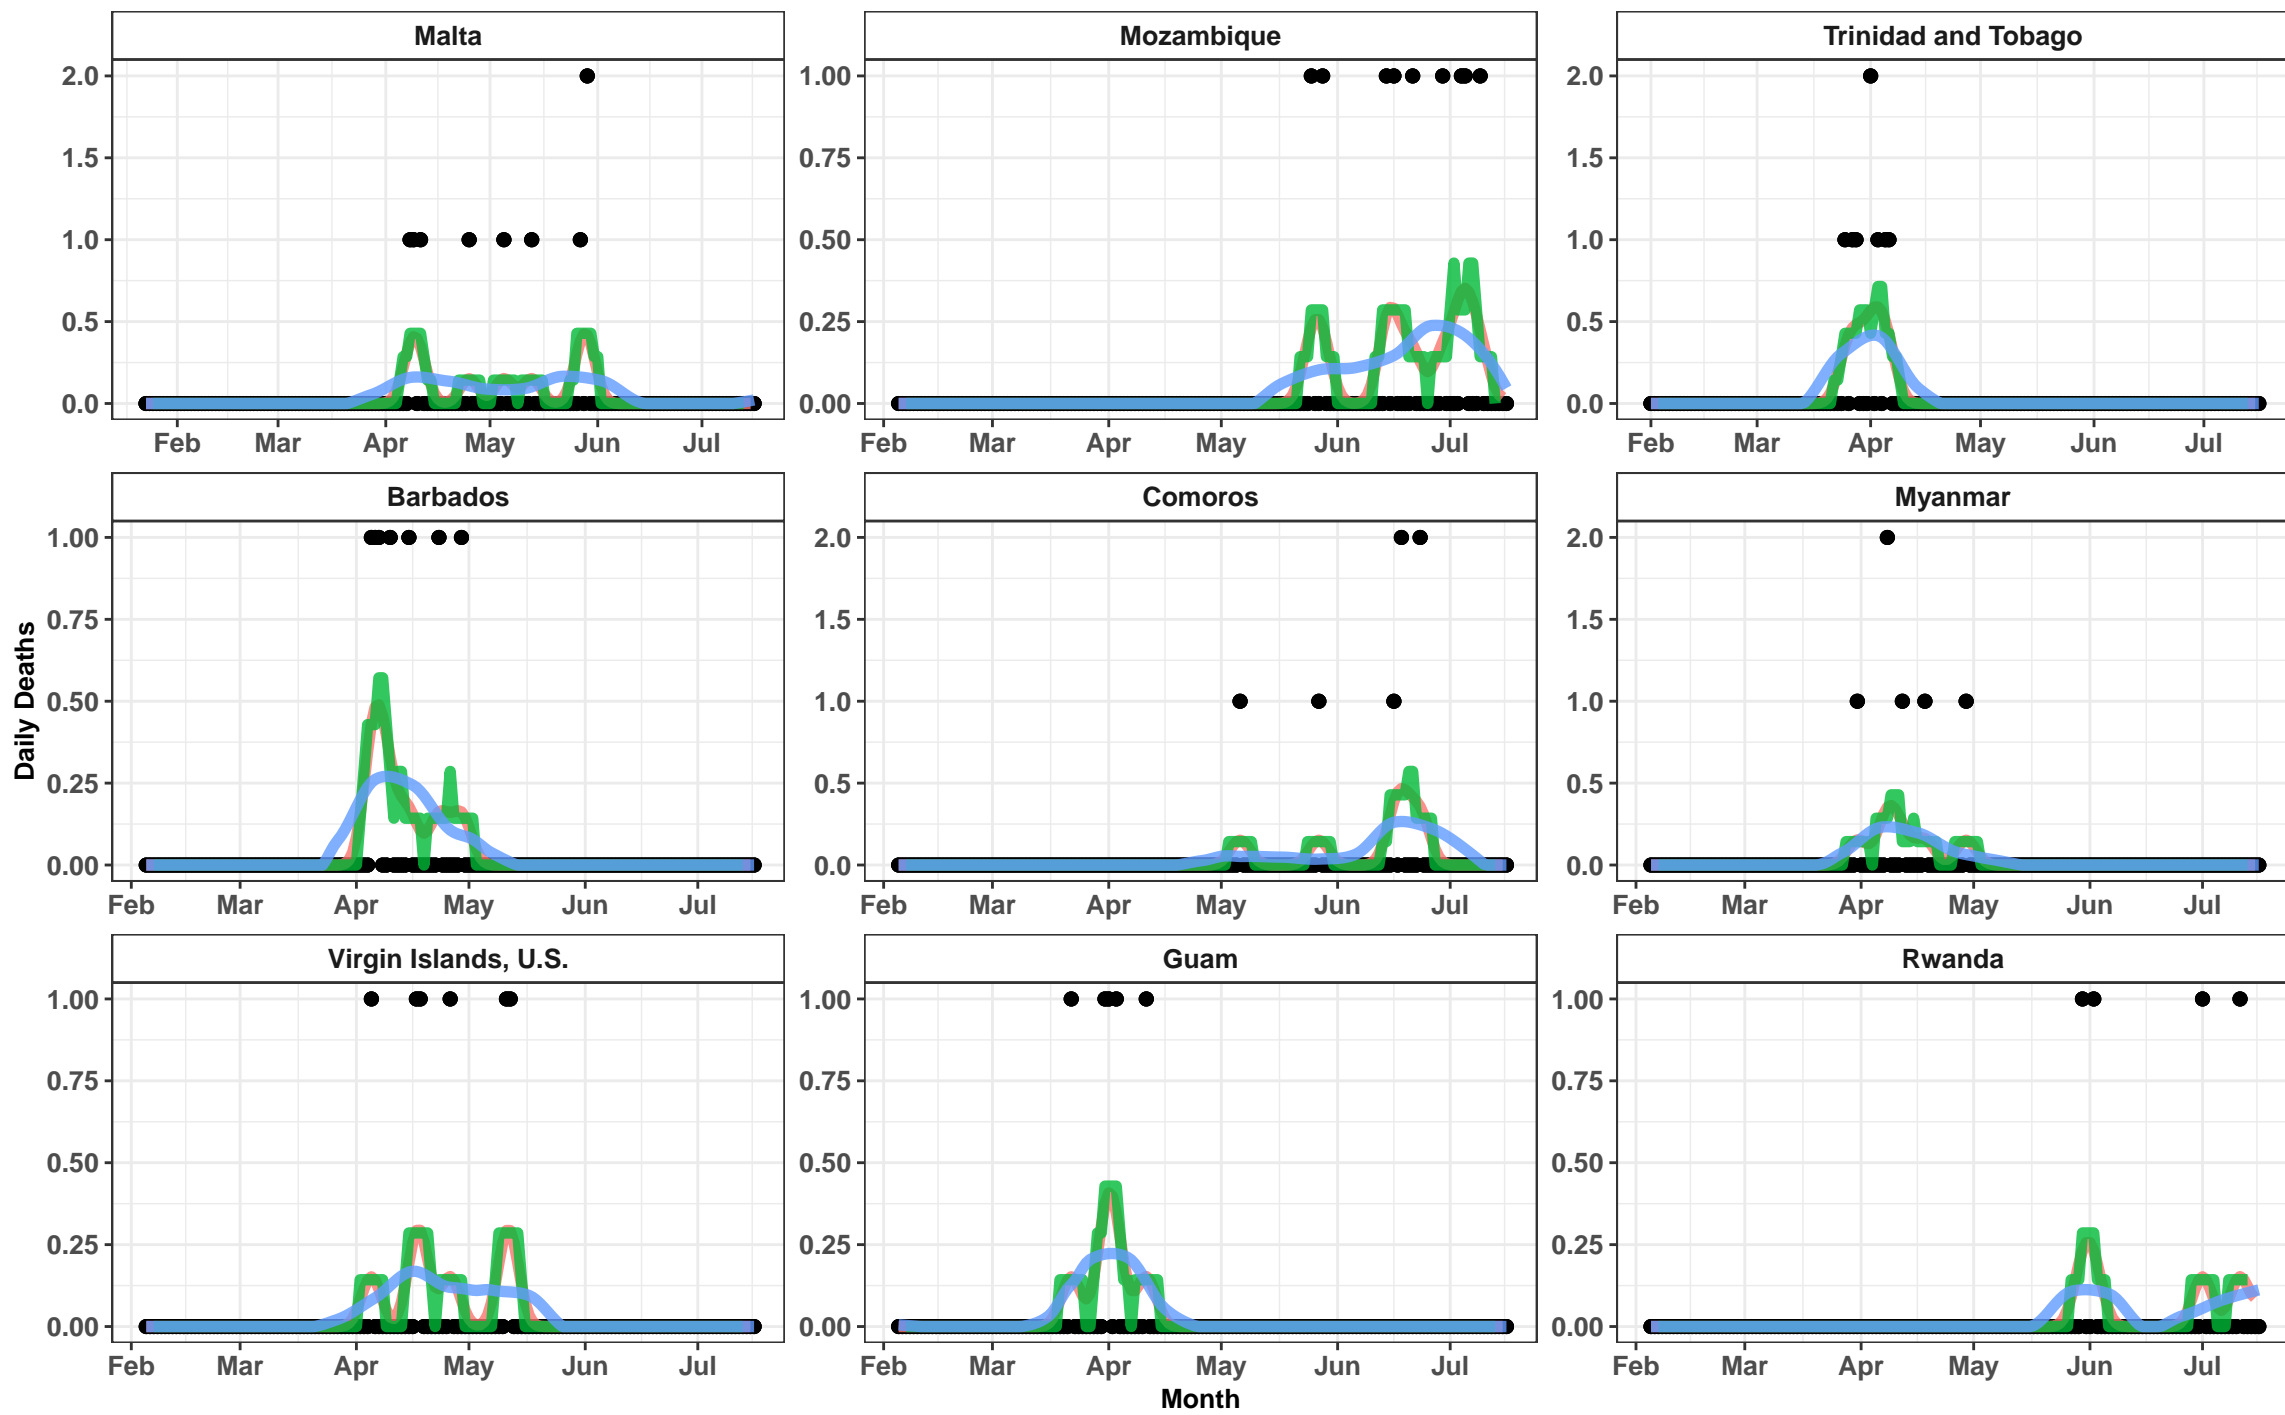 Malta Mozambique Trinidad and Tobago
2.0 1.00 2.0
1.5 0.75 1.5
1.0 0.50 1.0
0.5 0.25 0.5
0.0 0.00 0.0
Feb Mar Apr May Jun Jul Feb Mar Apr May Jun Jul Feb Mar Apr May Jun Jul
Barbados Comoros Myanmar
1.00 2.0 2.0
0.75 1.5 1.5
Daily Deaths
0.50 1.0 1.0
0.25 0.5 0.5
0.00 0.0 0.0
Feb Mar Apr May Jun Jul Feb Mar Apr May Jun Jul Feb Mar Apr May Jun Jul
Virgin Islands, U.S. Guam Rwanda
1.00 1.00 1.00
0.75 0.75 0.75
0.50 0.50 0.50
0.25 0.25 0.25
0.00 0.00 0.00
Feb Mar Apr May Jun Jul Feb Mar Apr May Jun Jul Feb Mar Apr May Jun Jul
Month